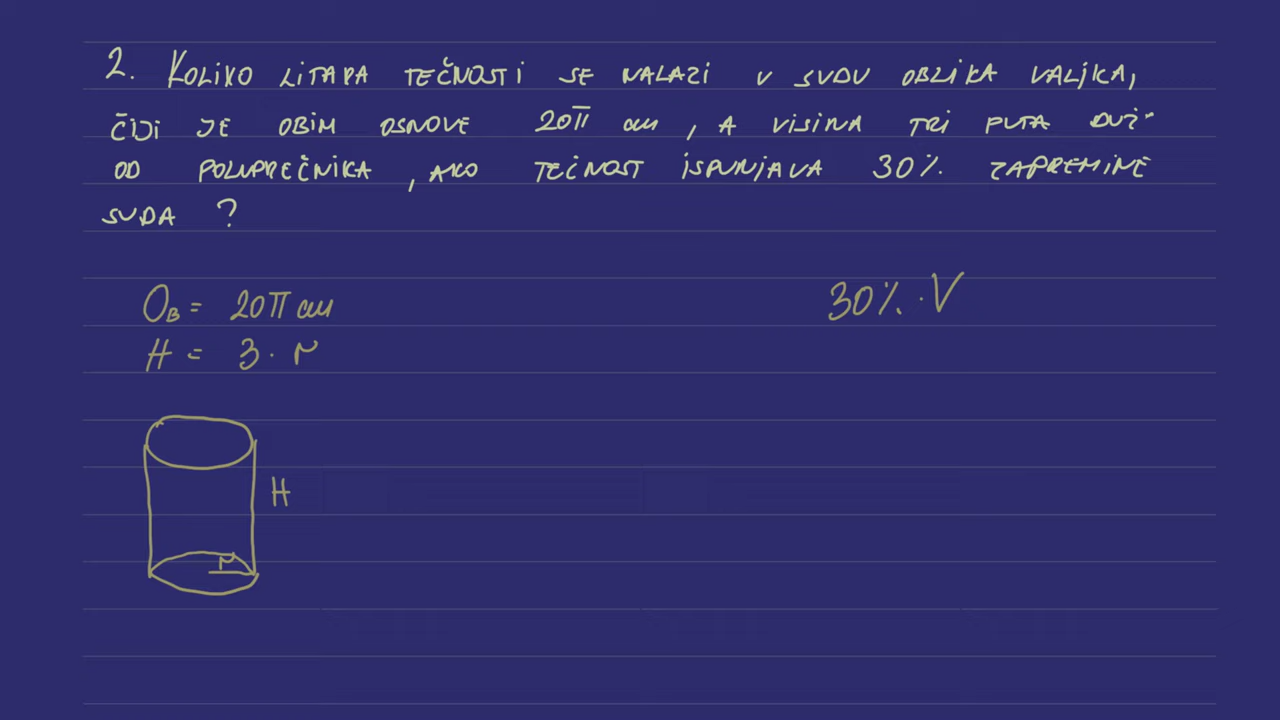 2. KOLIKO LITARA TEČNOSTI SE NALAZI U SUDU OBLIKA VALJKA,
ČIJI JE OBIM OSNOVE 20π cm, A VISINA TRI PUTA DUŽ
OD POLUPREČNIKA, AKO TEČNOST ISPUNJAVA 30% ZAPREMINE
SUDA ?
O_B = 20π cm
30% · V
H = 3 · r
H
r